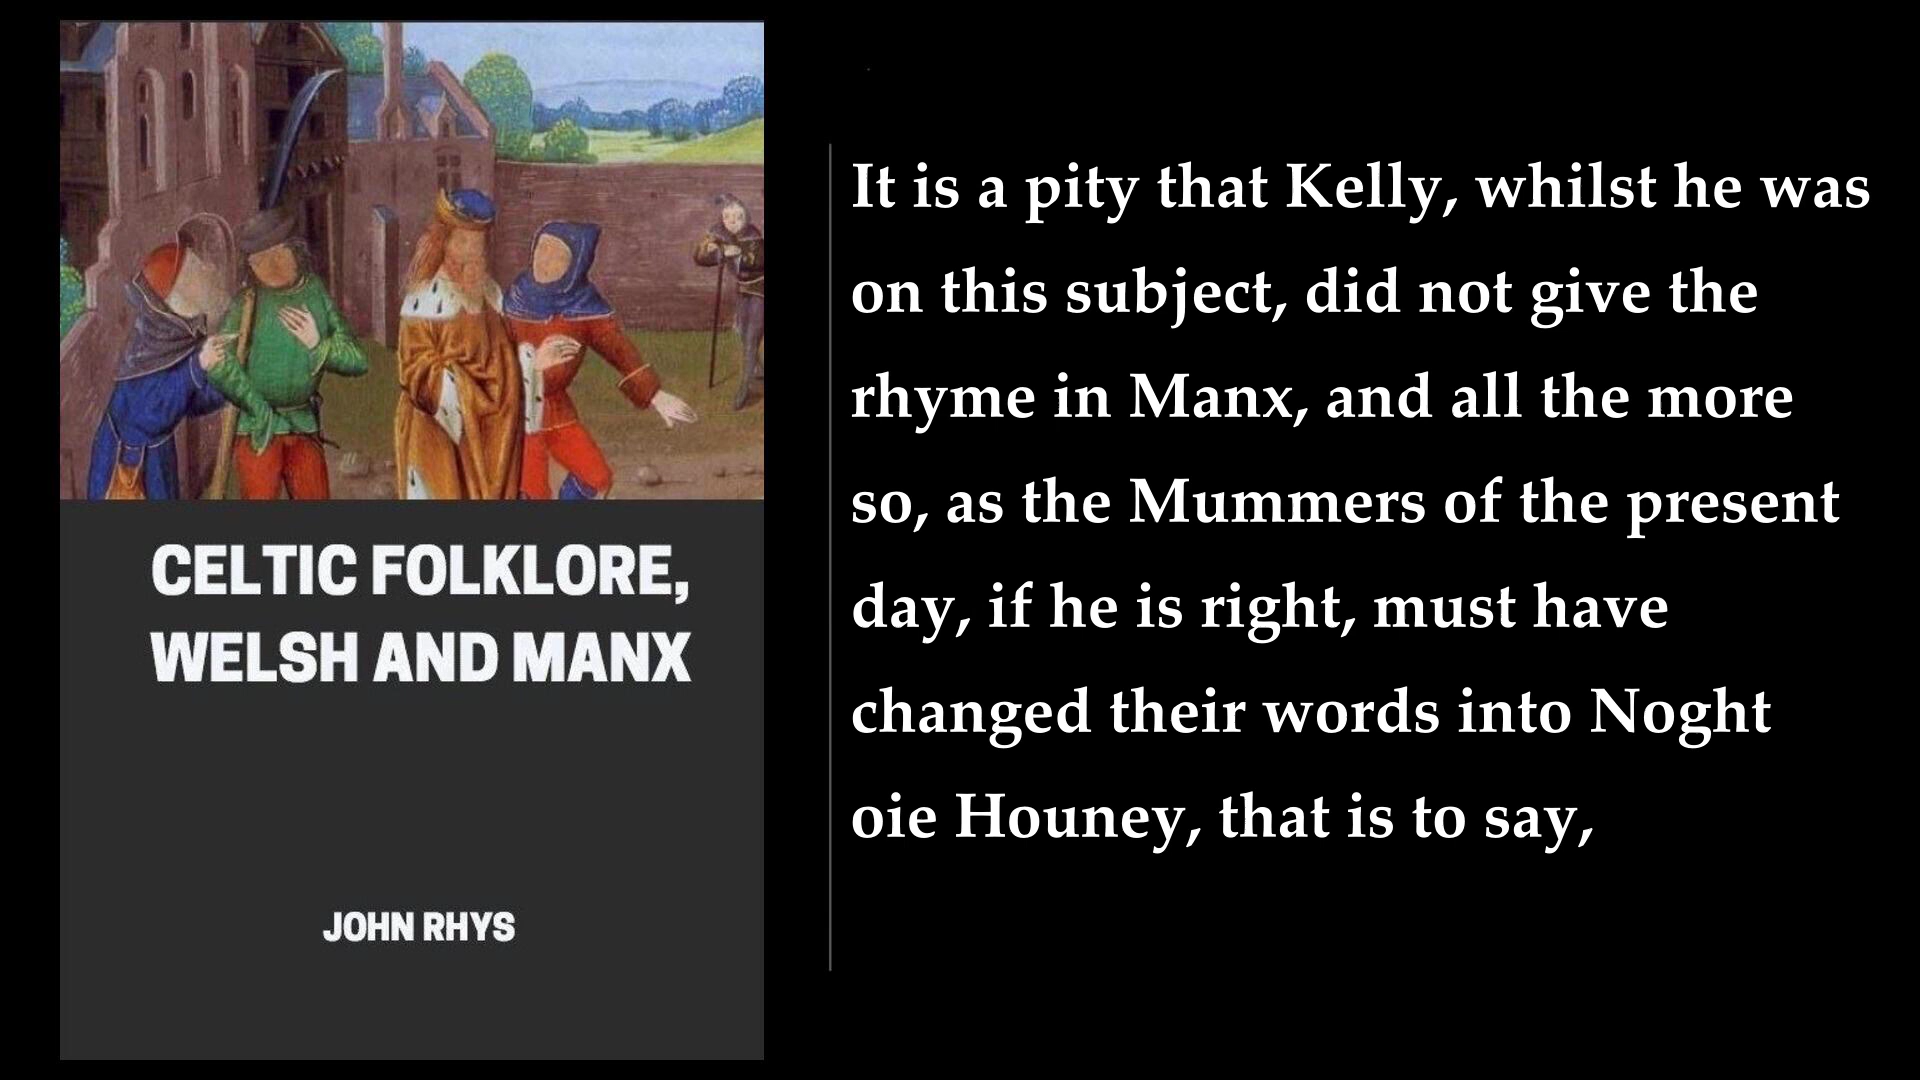 CELTIC FOLKLORE,
WELSH AND MANX
JOHN RHYS
It is a pity that Kelly, whilst he was
on this subject, did not give the
rhyme in Manx, and all the more
so, as the Mummers of the present
day, if he is right, must have
changed their words into Noght
oie Houney, that is to say,